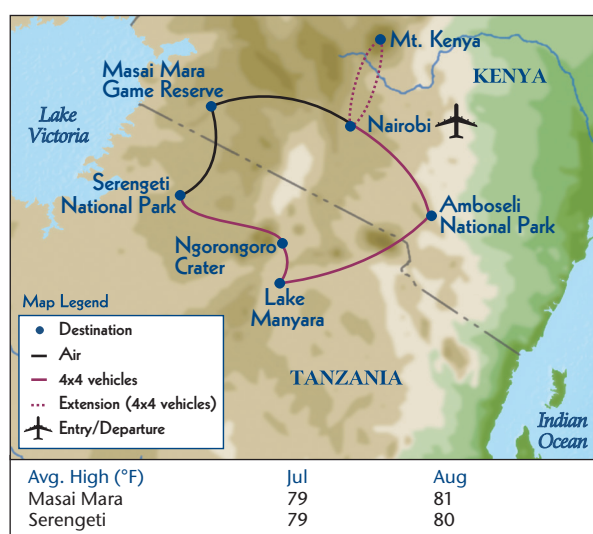 Mt. Kenya
KENYA
Masai Mara
Game Reserve
Lake
Victoria
Nairobi
Serengeti
National Park
Amboseli
National Park
Ngorongoro
Crater
Lake
Manyara
Map Legend
Destination
Air
4x4 vehicles
Extension (4x4 vehicles)
Entry/Departure
TANZANIA
Indian
Ocean
Avg. High (°F) Jul Aug
Masai Mara 79 81
Serengeti 79 80